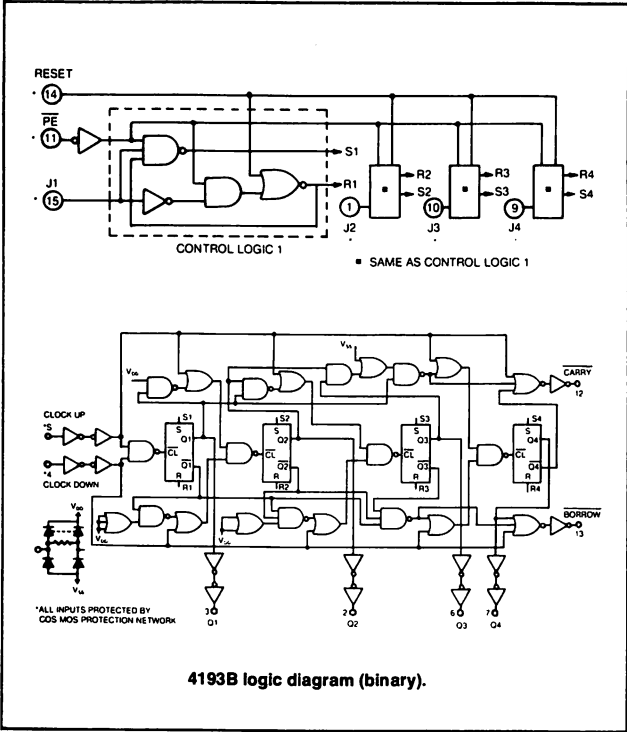 RESET
* 14
PE
* 11
J1
* 15
S1
R1
CONTROL LOGIC 1
R2
S2
1
J2
R3
S3
10
J3
R4
S4
9
J4
■ SAME AS CONTROL LOGIC 1
VDD
VSS
CARRY
12
CLOCK UP
*5
*4
CLOCK DOWN
S1
S Q1
CL
Q1
R
R1
S2
S Q2
CL
Q2
R
R2
S3
S Q3
CL
Q3
R
R3
S4
S Q4
CL
Q4
R
R4
BORROW
13
VDD
VSS
*ALL INPUTS PROTECTED BY
COS MOS PROTECTION NETWORK
3 Q1
2 Q2
6 Q3
7 Q4
4193B logic diagram (binary).